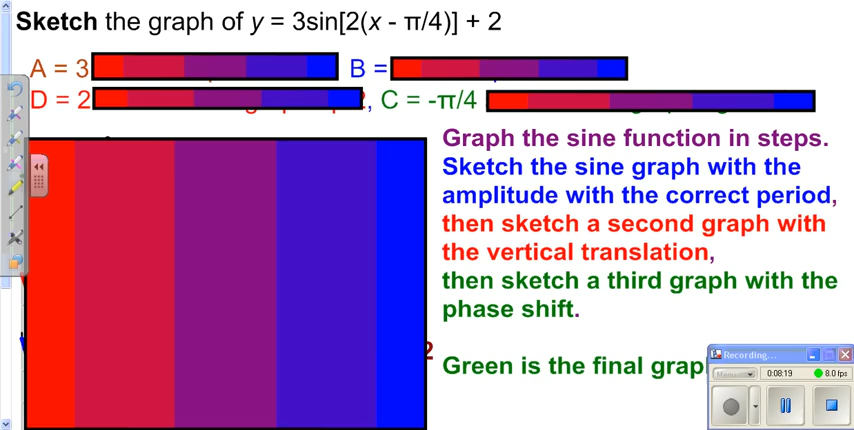 Sketch the graph of y = 3sin[2(x - π/4)] + 2
A = 3 B =
D = 2 2, C = -π/4
Graph the sine function in steps.
Sketch the sine graph with the
amplitude with the correct period,
then sketch a second graph with
the vertical translation,
then sketch a third graph with the
phase shift.
2
Green is the final grap
Recording...
0:08:19 8.0 fps